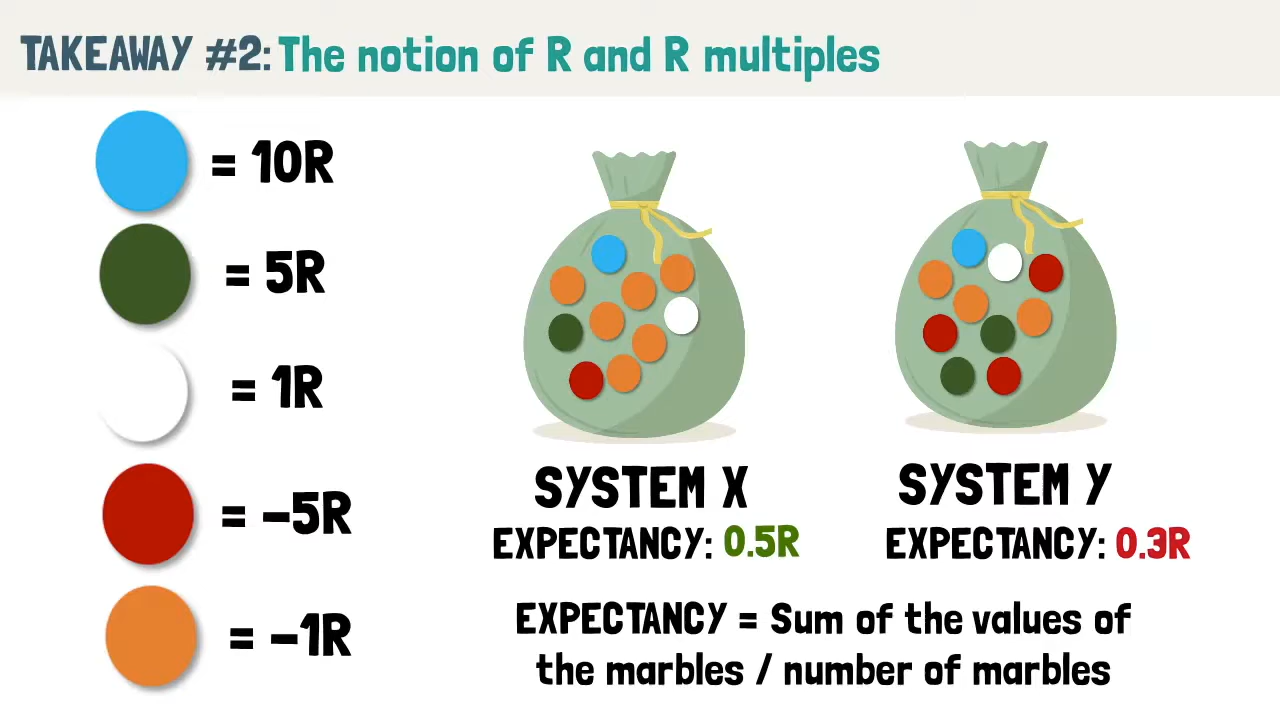 TAKEAWAY #2: The notion of R and R multiples
= 10R
= 5R
= 1R
= -5R
= -1R
SYSTEM X
EXPECTANCY: 0.5R
SYSTEM Y
EXPECTANCY: 0.3R
EXPECTANCY = Sum of the values of
the marbles / number of marbles